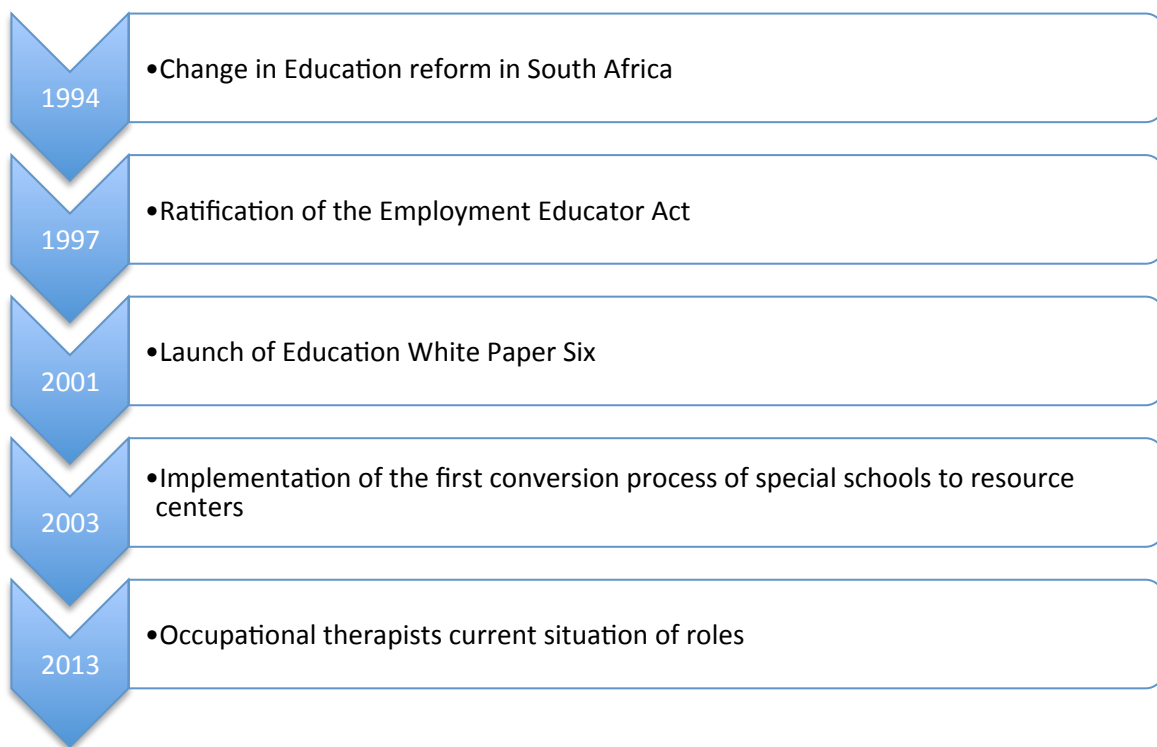 1994
•Change in Education reform in South Africa
1997
•Ratification of the Employment Educator Act
2001
•Launch of Education White Paper Six
2003
•Implementation of the first conversion process of special schools to resource
centers
2013
•Occupational therapists current situation of roles